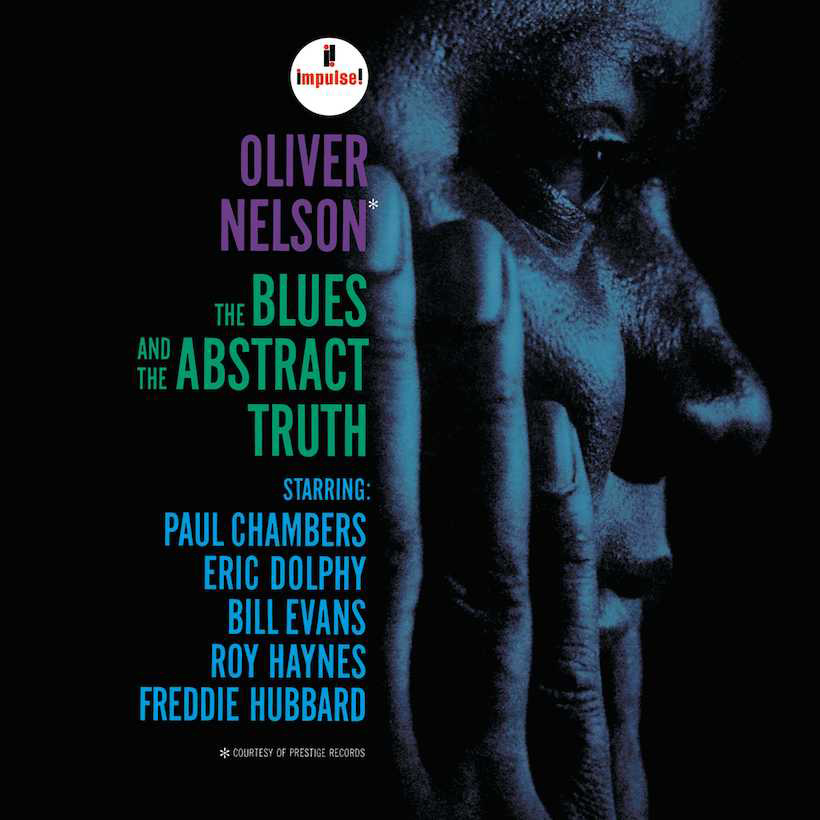 i!
impulse!
OLIVER
NELSON*
THE BLUES
AND THE ABSTRACT
TRUTH
STARRING:
PAUL CHAMBERS
ERIC DOLPHY
BILL EVANS
ROY HAYNES
FREDDIE HUBBARD
* COURTESY OF PRESTIGE RECORDS